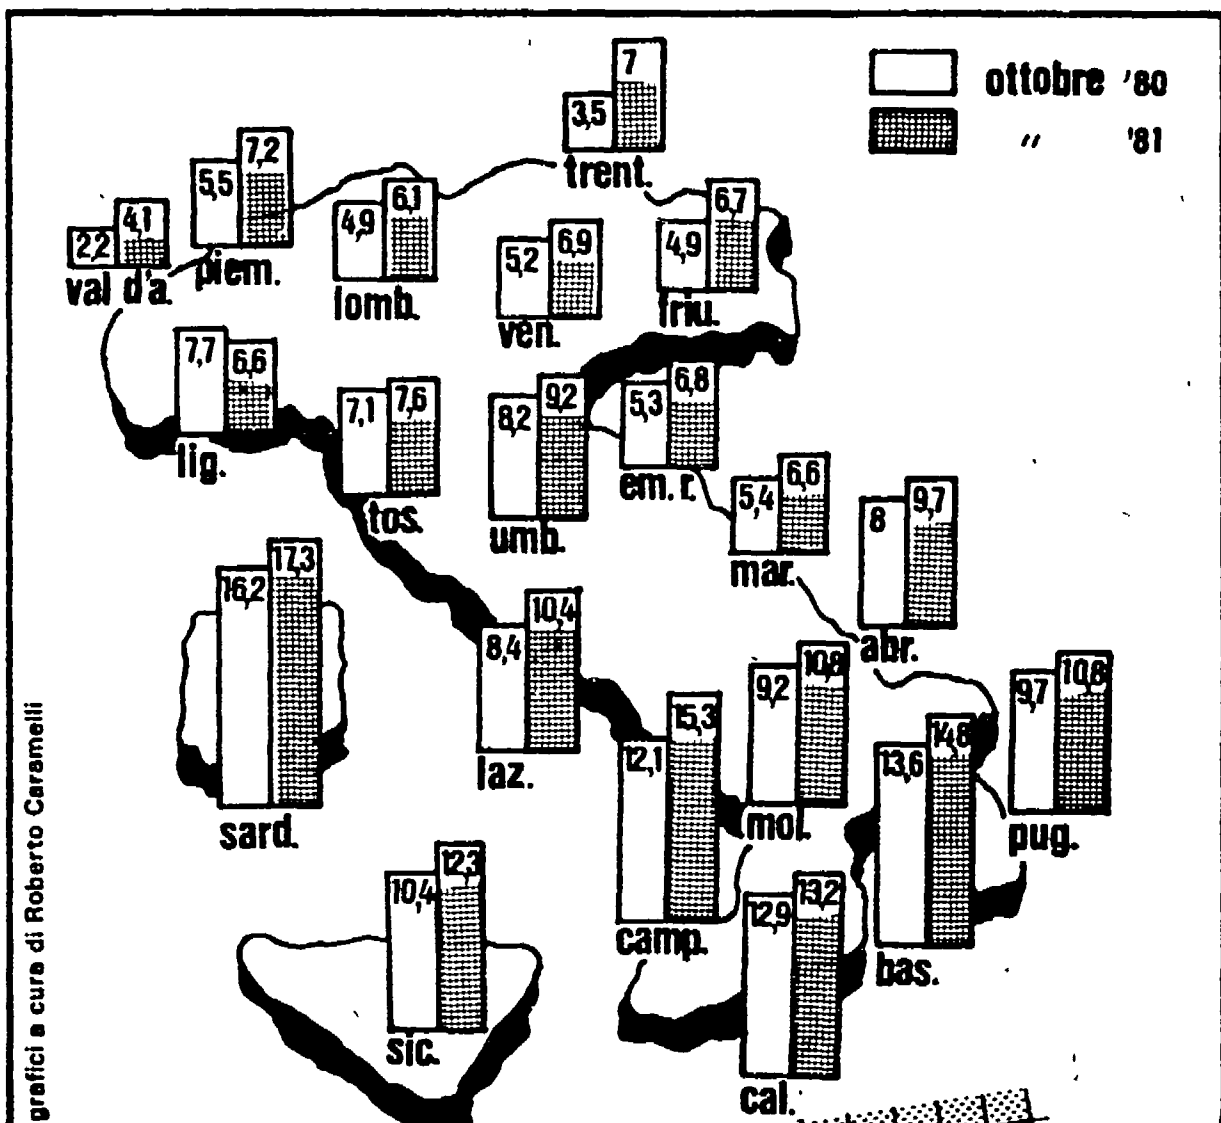 ottobre '80
" '81
3,5 7
trent.
5,5 7,2
piem.
2,2 4,1
val d'a.
4,9 6,1
lomb.
5,2 6,9
ven.
4,9 6,7
friu.
7,7 6,6
lig.
7,1 7,6
tos.
8,2 9,2
umb.
5,3 6,8
em. r.
5,4 6,6
mar.
8 9,7
abr.
16,2 17,3
sard.
8,4 10,4
laz.
12,1 15,3
camp.
9,2 10,8
mol.
13,6 14,8
bas.
9,7 10,8
pug.
10,4 12,3
sic.
12,9 13,2
cal.
grafici a cura di Roberto Caramelli